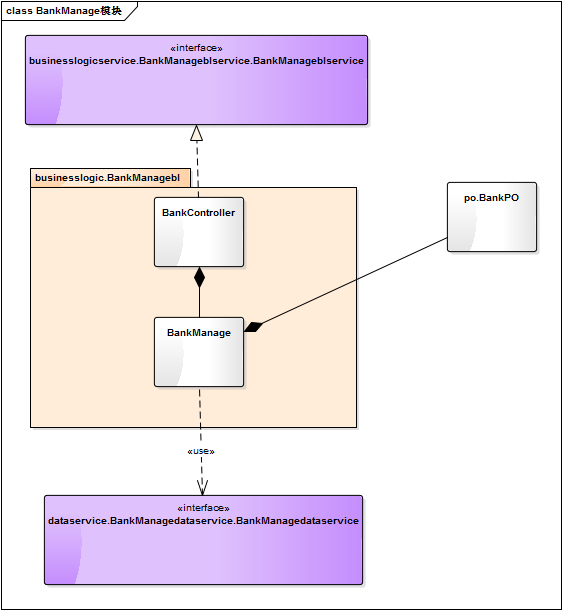 class BankManage模块
«interface»
businesslogicservice.BankManageblservice.BankManageblservice
businesslogic.BankManagebl
BankController
po.BankPO
BankManage
«use»
«interface»
dataservice.BankManagedataservice.BankManagedataservice